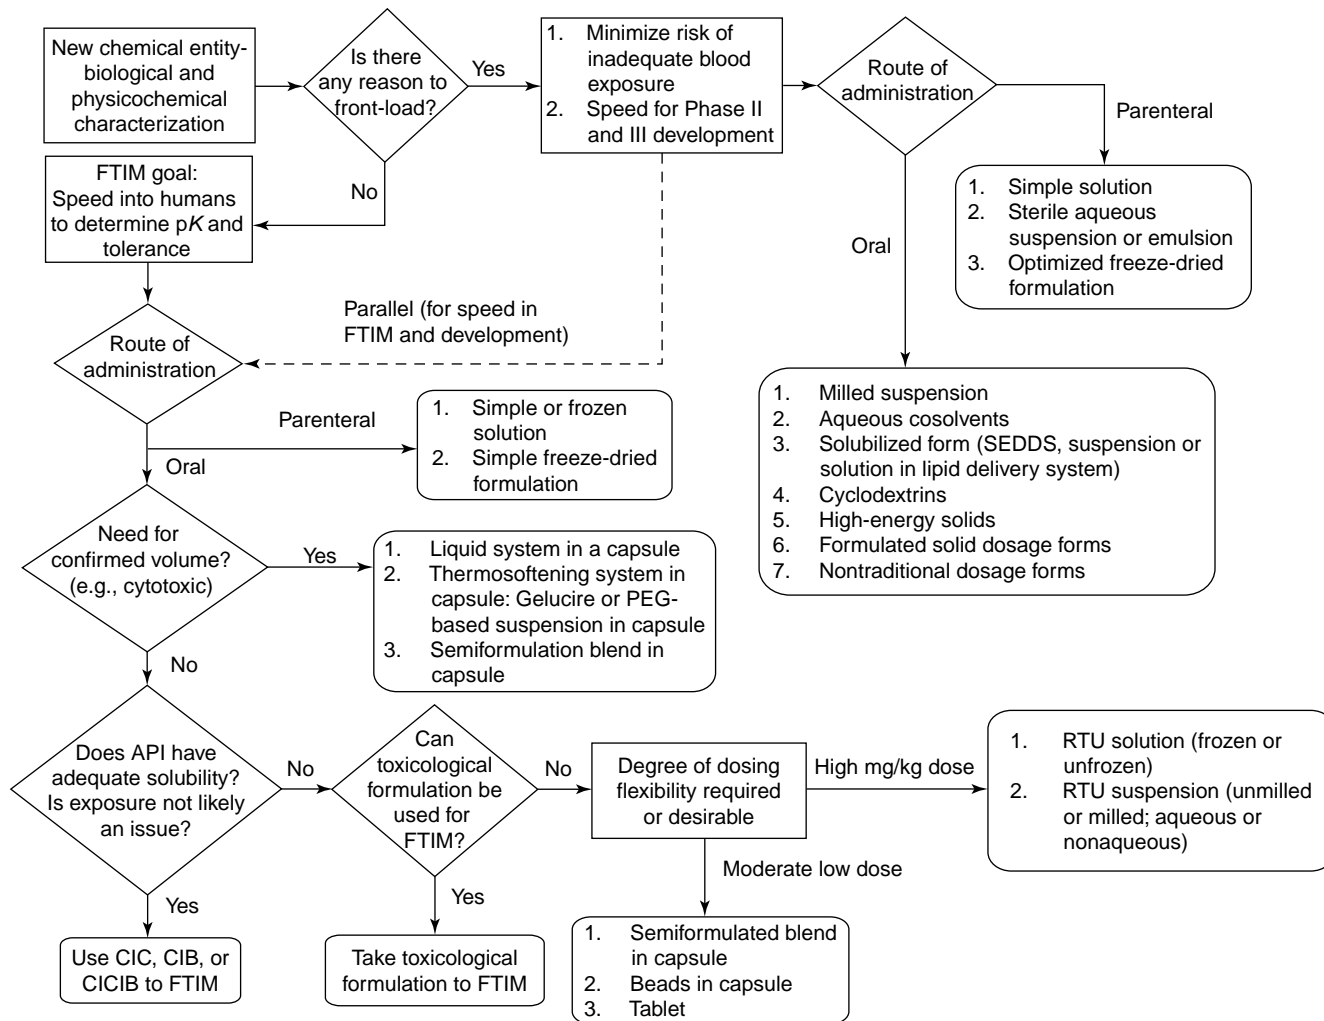 New chemical entity-
biological and
physicochemical
characterization
Is there
any reason to
front-load?
Yes
1. Minimize risk of
inadequate blood
exposure
2. Speed for Phase II
and III development
Route of
administration
Parenteral
No
FTIM goal:
Speed into humans
to determine pK and
tolerance
1. Simple solution
2. Sterile aqueous
suspension or emulsion
3. Optimized freeze-dried
formulation
Oral
Parallel (for speed in
FTIM and development)
Route of
administration
1. Milled suspension
2. Aqueous cosolvents
3. Solubilized form (SEDDS, suspension or
solution in lipid delivery system)
4. Cyclodextrins
5. High-energy solids
6. Formulated solid dosage forms
7. Nontraditional dosage forms
Parenteral
1. Simple or frozen
solution
2. Simple freeze-dried
formulation
Oral
Need for
confirmed volume?
(e.g., cytotoxic)
Yes
1. Liquid system in a capsule
2. Thermosoftening system in
capsule: Gelucire or PEG-
based suspension in capsule
3. Semiformulation blend in
capsule
No
Does API have
adequate solubility?
Is exposure not likely
an issue?
No
Can
toxicological
formulation be
used for
FTIM?
No
Degree of dosing
flexibility required
or desirable
High mg/kg dose
1. RTU solution (frozen or
unfrozen)
2. RTU suspension (unmilled
or milled; aqueous or
nonaqueous)
Moderate low dose
Yes
Yes
Use CIC, CIB, or
CICIB to FTIM
Take toxicological
formulation to FTIM
1. Semiformulated blend
in capsule
2. Beads in capsule
3. Tablet